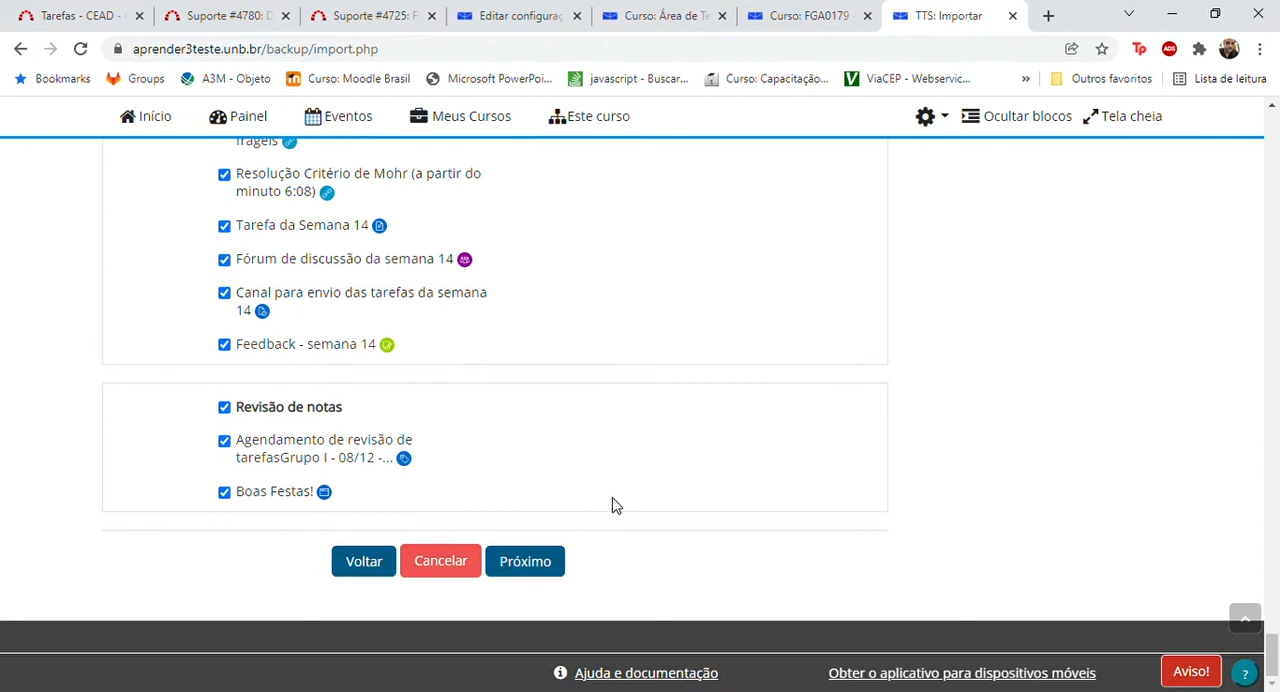 Tarefas - CEAD -
Suporte #4780: D
Suporte #4725: F
Editar configuraç
Curso: Área de Te
Curso: FGA0179 -
TTS: Importar
aprender3teste.unb.br/backup/import.php
Bookmarks
Groups
A3M - Objeto
Curso: Moodle Brasil
Microsoft PowerPoi...
javascript - Buscar...
Curso: Capacitação...
ViaCEP - Webservic...
»
Outros favoritos
Lista de leitura
Início
Painel
Eventos
Meus Cursos
Este curso
Ocultar blocos
Tela cheia
frágeis
Resolução Critério de Mohr (a partir do
minuto 6:08)
Tarefa da Semana 14
Fórum de discussão da semana 14
Canal para envio das tarefas da semana
14
Feedback - semana 14
Revisão de notas
Agendamento de revisão de
tarefasGrupo I - 08/12 -...
Boas Festas!
Voltar
Cancelar
Próximo
Ajuda e documentação
Obter o aplicativo para dispositivos móveis
Aviso!
?